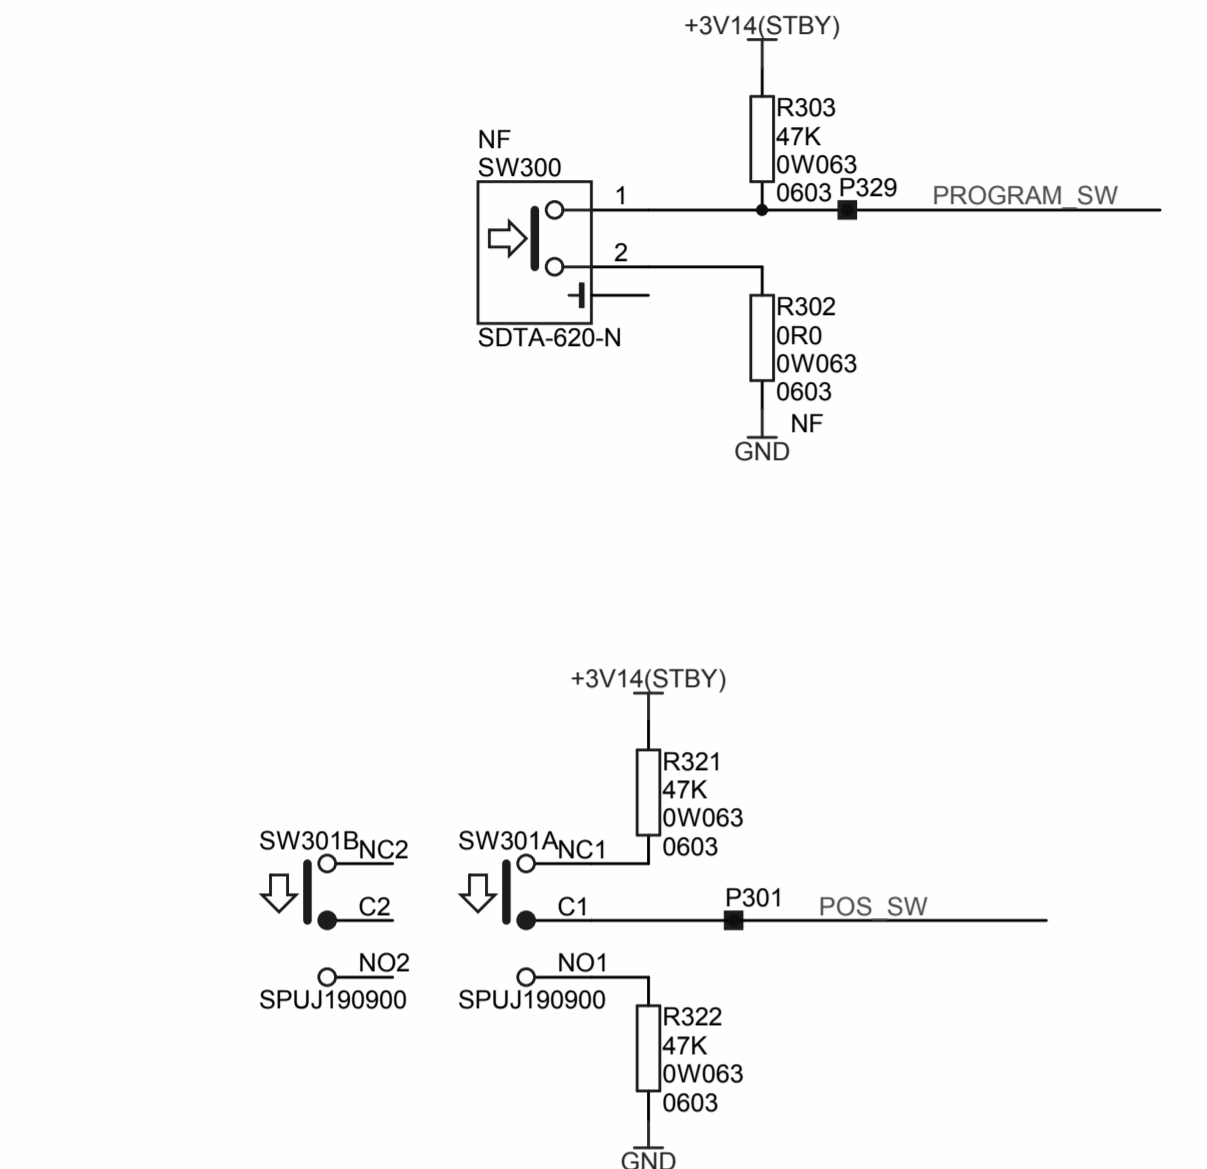 +3V14(STBY)
R303
47K
0W063
0603
NF
SW300
1
P329
PROGRAM_SW
2
SDTA-620-N
R302
0R0
0W063
0603
NF
GND
+3V14(STBY)
R321
47K
0W063
0603
SW301B
NC2
C2
NO2
SPUJ190900
SW301A
NC1
C1
P301
POS_SW
NO1
SPUJ190900
R322
47K
0W063
0603
GND